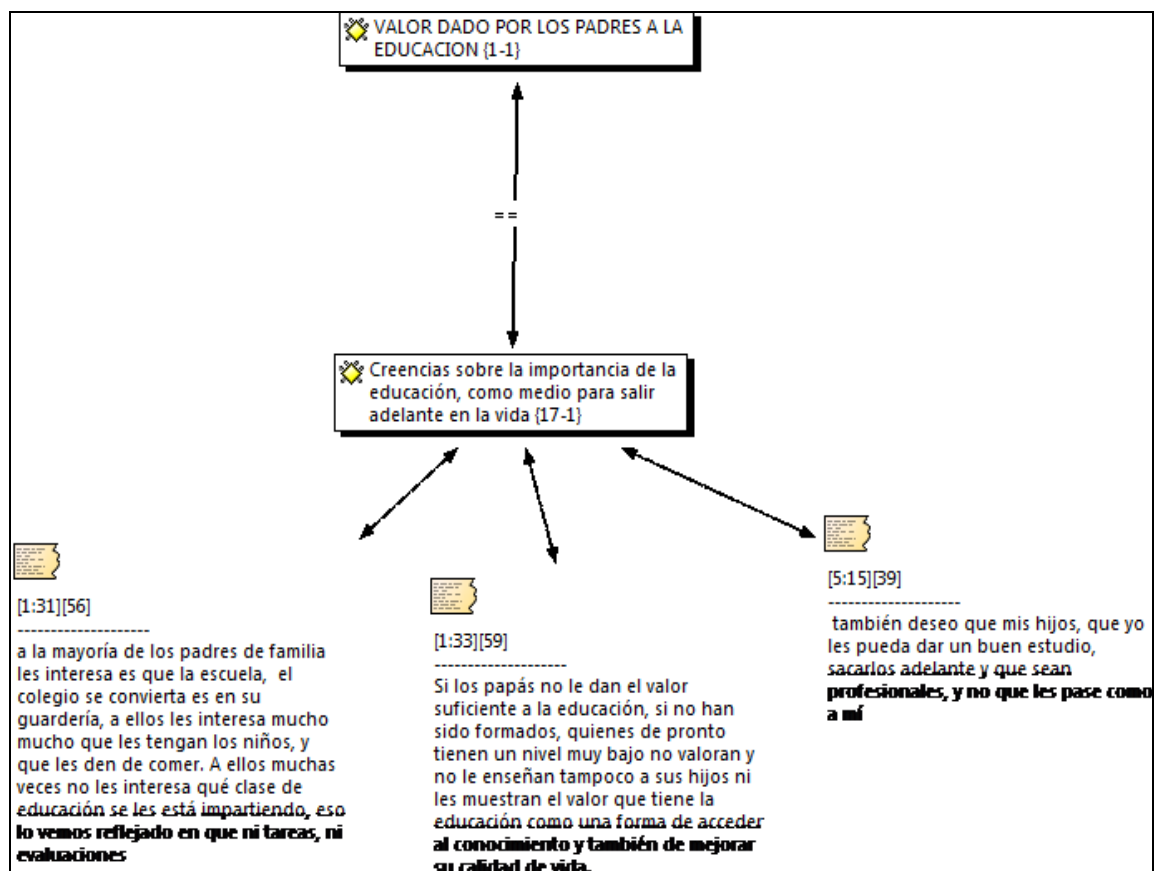 VALOR DADO POR LOS PADRES A LA
EDUCACION {1-1}
==
Creencias sobre la importancia de la
educación, como medio para salir
adelante en la vida {17-1}
[1:31][56]
--------------------
a la mayoría de los padres de familia
les interesa es que la escuela, el
colegio se convierta es en su
guardería, a ellos les interesa mucho
mucho que les tengan los niños, y
que les den de comer. A ellos muchas
veces no les interesa qué clase de
educación se les está impartiendo, eso
lo vemos reflejado en que ni tareas, ni
evaluaciones
[1:33][59]
--------------------
Si los papás no le dan el valor
suficiente a la educación, si no han
sido formados, quienes de pronto
tienen un nivel muy bajo no valoran y
no le enseñan tampoco a sus hijos ni
les muestran el valor que tiene la
educación como una forma de acceder
al conocimiento y también de mejorar
su calidad de vida.
[5:15][39]
--------------------
también deseo que mis hijos, que yo
les pueda dar un buen estudio,
sacarlos adelante y que sean
profesionales, y no que les pase como
a mí